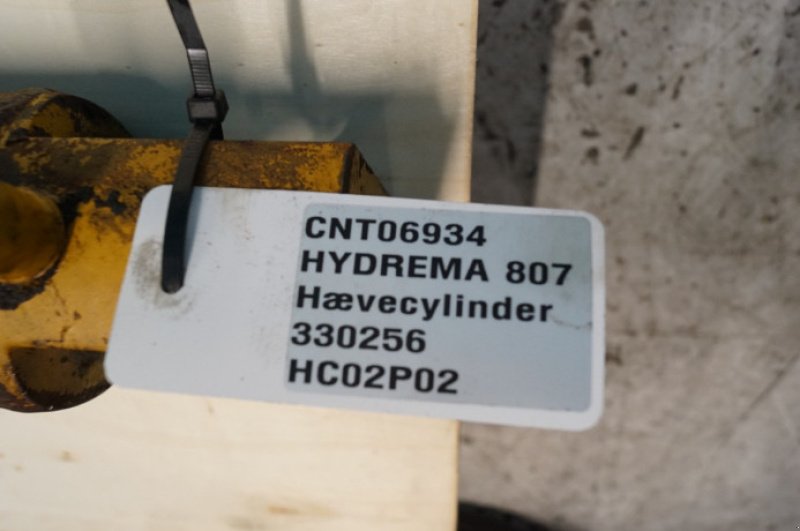 CNT06934
HYDREMA 807
Hævecylinder
330256
HC02P02